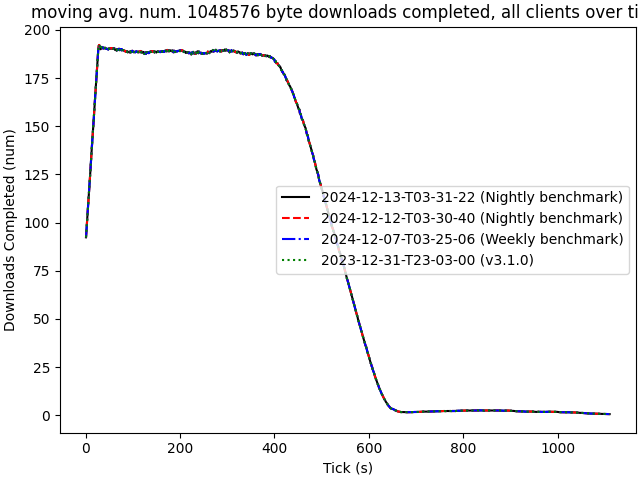 moving avg. num. 1048576 byte downloads completed, all clients over ti
200
175
150
125
100
75
50
25
0
Downloads Completed (num)
2024-12-13-T03-31-22 (Nightly benchmark)
2024-12-12-T03-30-40 (Nightly benchmark)
2024-12-07-T03-25-06 (Weekly benchmark)
2023-12-31-T23-03-00 (v3.1.0)
0 200 400 600 800 1000
Tick (s)